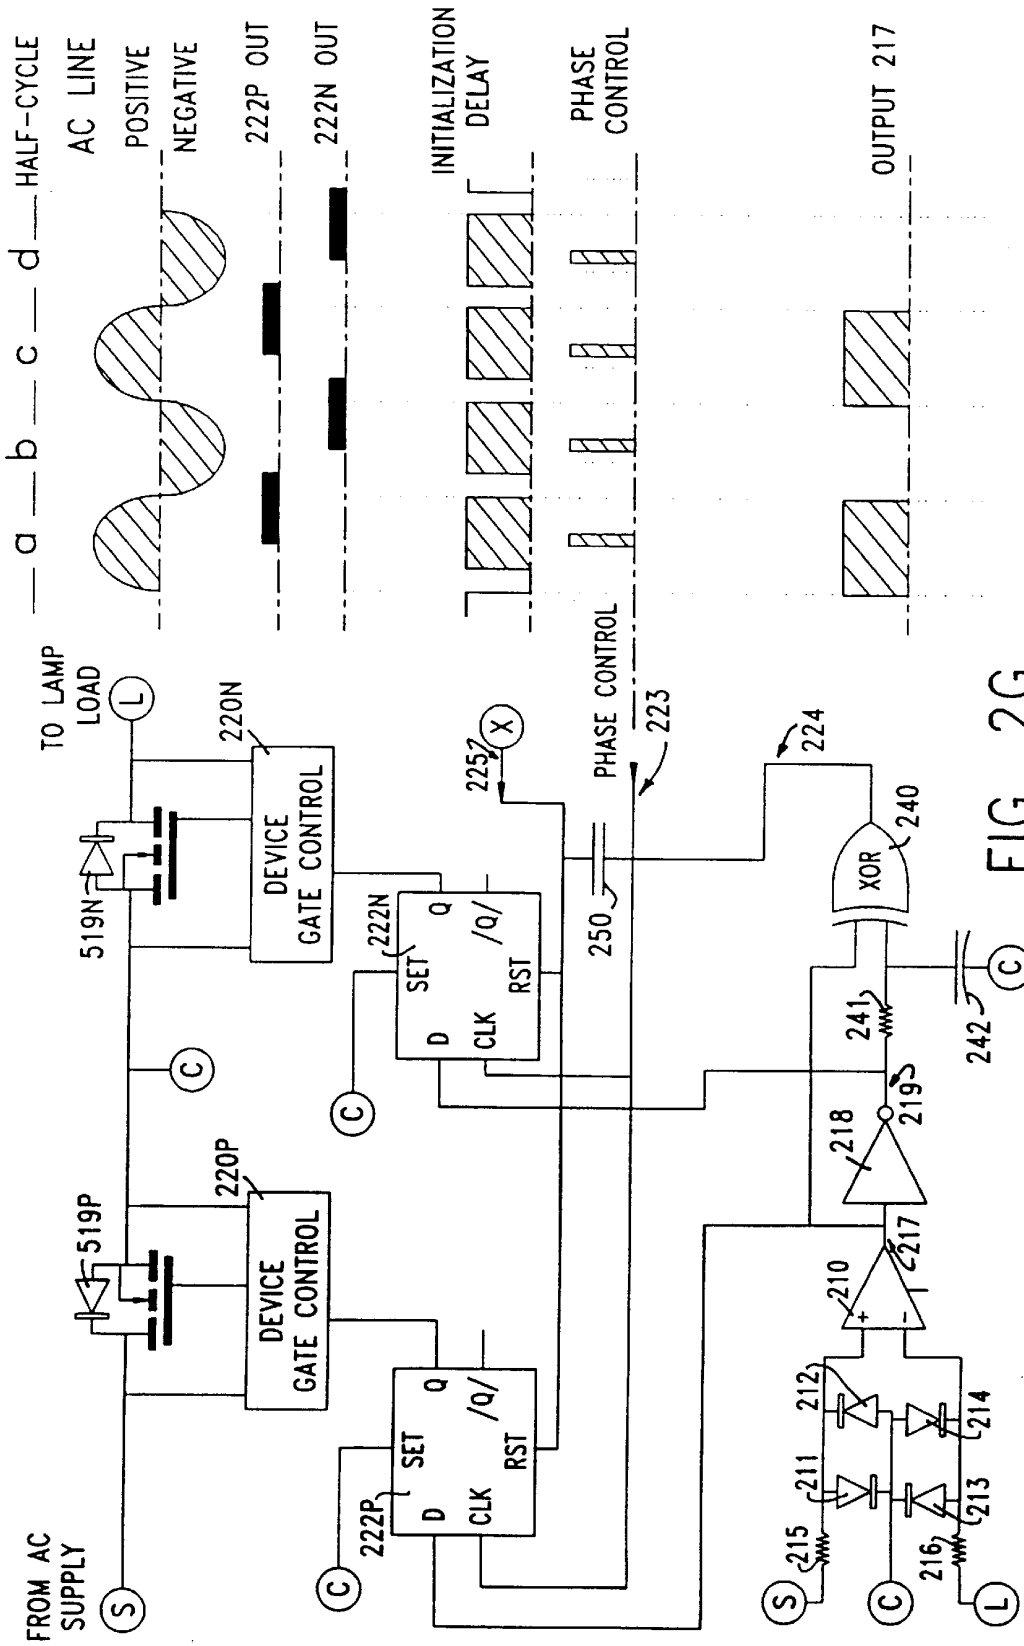 FROM AC
SUPPLY
S
519P
C
519N
TO LAMP
LOAD
L
220P
DEVICE
GATE CONTROL
220N
DEVICE
GATE CONTROL
C
222P
SET
D
Q
CLK
/Q/
RST
C
222N
SET
D
Q
CLK
/Q/
RST
225
X
250
PHASE CONTROL
223
224
S
215
211
212
C
216
213
214
L
210
+
-
217
218
219
241
242
C
XOR
240
a b c d HALF-CYCLE
AC LINE
POSITIVE
NEGATIVE
222P OUT
222N OUT
INITIALIZATION
DELAY
PHASE
CONTROL
OUTPUT 217
FIG. 2G